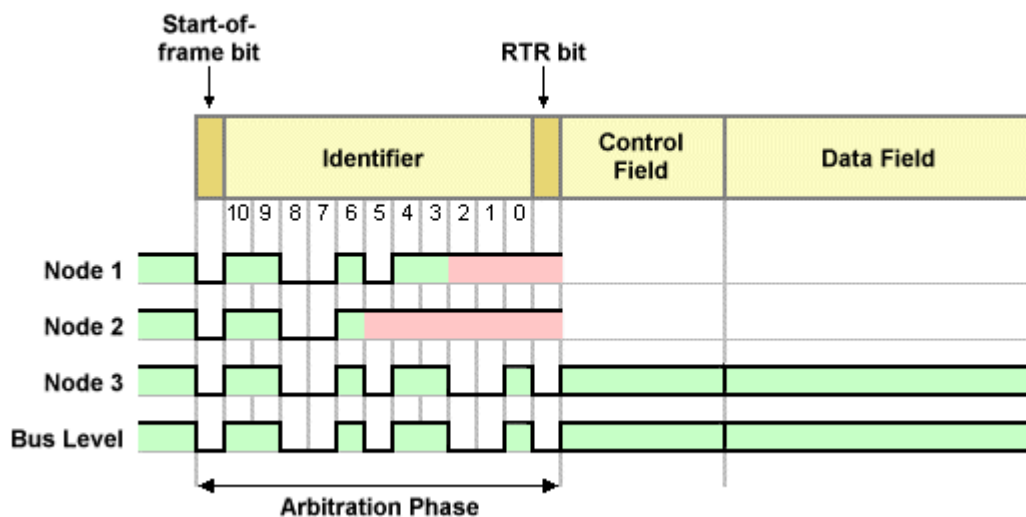 Start-of-
frame bit
RTR bit
Identifier
Control
Field
Data Field
10 9 8 7 6 5 4 3 2 1 0
Node 1
Node 2
Node 3
Bus Level
Arbitration Phase